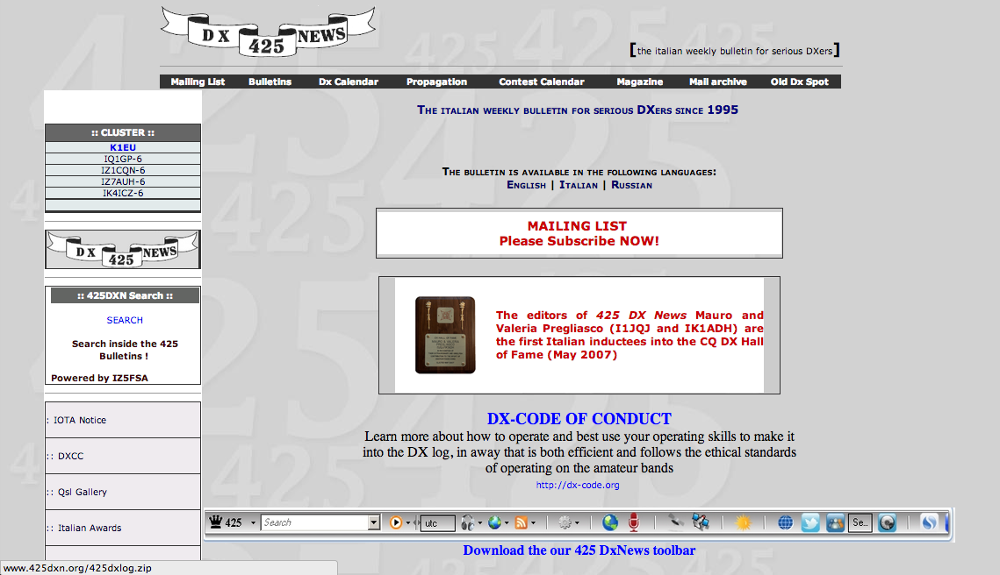 DX 425 NEWS
[the italian weekly bulletin for serious DXers]
Mailing List Bulletins Dx Calendar Propagation Contest Calendar Magazine Mail archive Old Dx Spot
THE ITALIAN WEEKLY BULLETIN FOR SERIOUS DXERS SINCE 1995
:: CLUSTER ::
K1EU
IQ1GP-6
IZ1CQN-6
IZ7AUH-6
IK4ICZ-6
DX 425 NEWS
:: 425DXN Search ::
SEARCH
Search inside the 425
Bulletins !
Powered by IZ5FSA
: IOTA Notice
:: DXCC
:: Qsl Gallery
:: Italian Awards
THE BULLETIN IS AVAILABLE IN THE FOLLOWING LANGUAGES:
ENGLISH | ITALIAN | RUSSIAN
MAILING LIST
Please Subscribe NOW!
The editors of 425 DX News Mauro and
Valeria Pregliasco (I1JQJ and IK1ADH) are
the first Italian inductees into the CQ DX Hall
of Fame (May 2007)
DX-CODE OF CONDUCT
Learn more about how to operate and best use your operating skills to make it
into the DX log, in away that is both efficient and follows the ethical standards
of operating on the amateur bands
http://dx-code.org
425 Search utc Se..
Download the our 425 DxNews toolbar
www.425dxn.org/425dxlog.zip